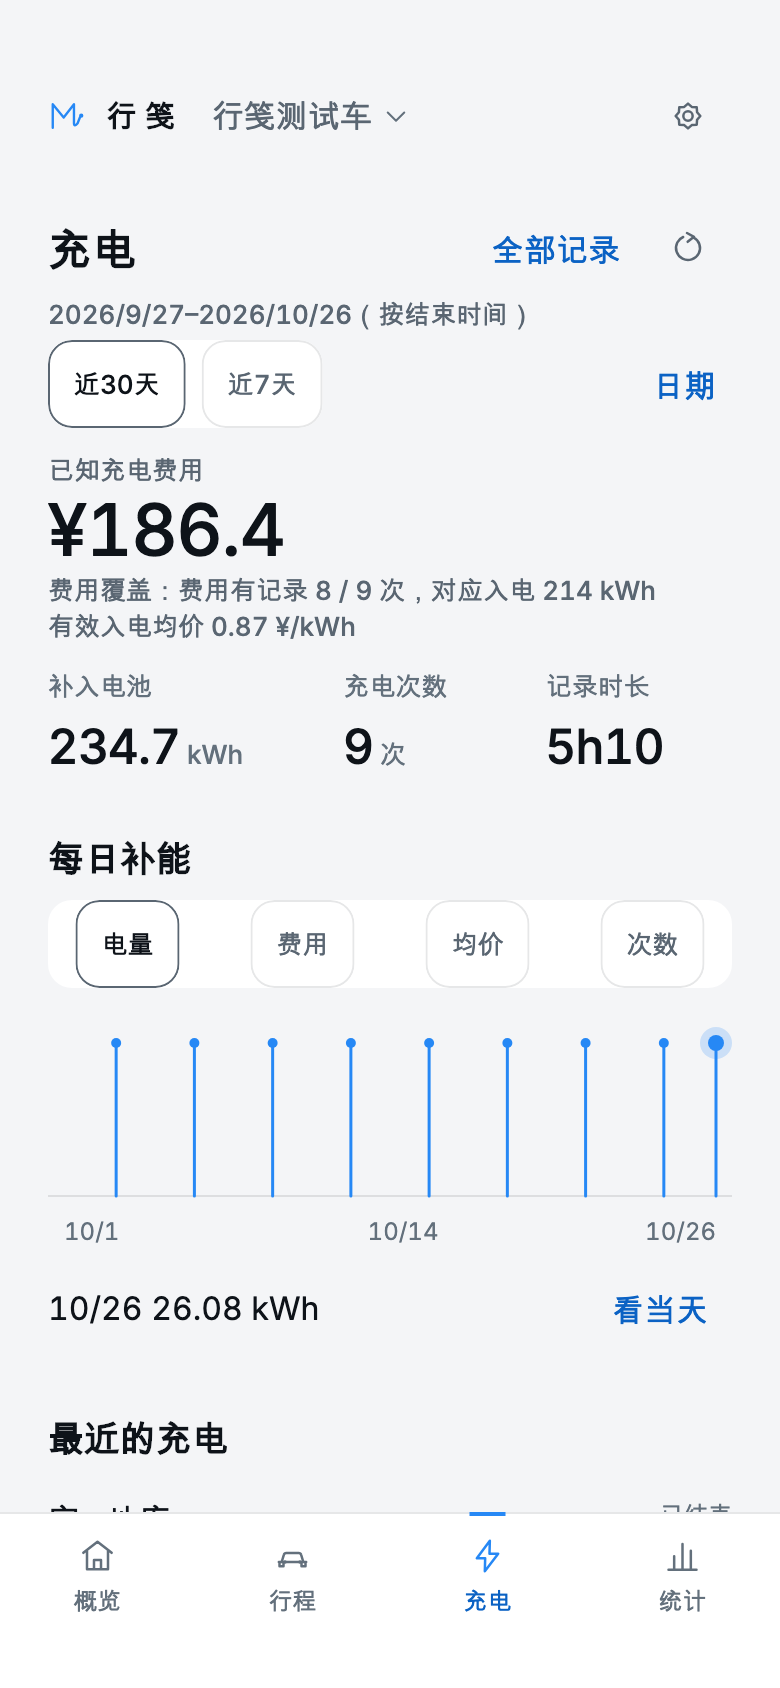 行笺 行笺测试车
充电 全部记录
2026/9/27–2026/10/26(按结束时间)
近30天 近7天 日期
已知充电费用
¥186.4
费用覆盖:费用有记录 8 / 9 次,对应入电 214 kWh
有效入电均价 0.87 ¥/kWh
补入电池 充电次数 记录时长
234.7 kWh 9 次 5h10
每日补能
电量 费用 均价 次数
10/1 10/14 10/26
10/26 26.08 kWh 看当天
最近的充电
已结束
概览 行程 充电 统计